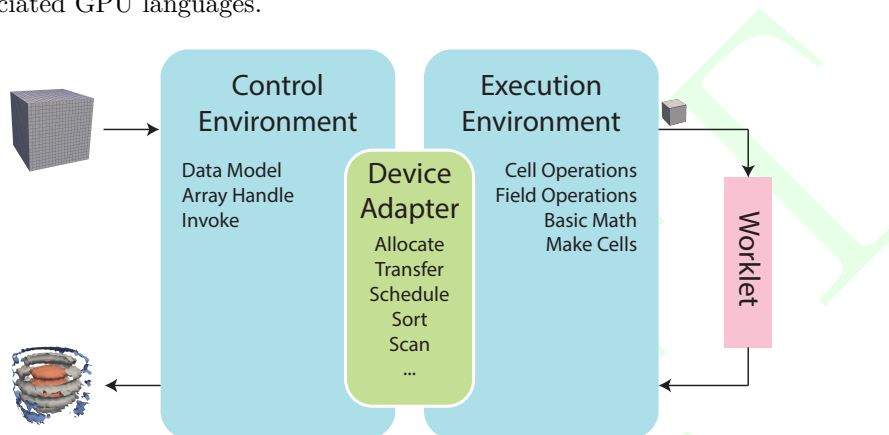 ciated GPU languages.
Control
Environment
Data Model
Array Handle
Invoke
Device
Adapter
Allocate
Transfer
Schedule
Sort
Scan
...
Execution
Environment
Cell Operations
Field Operations
Basic Math
Make Cells
Worklet
T